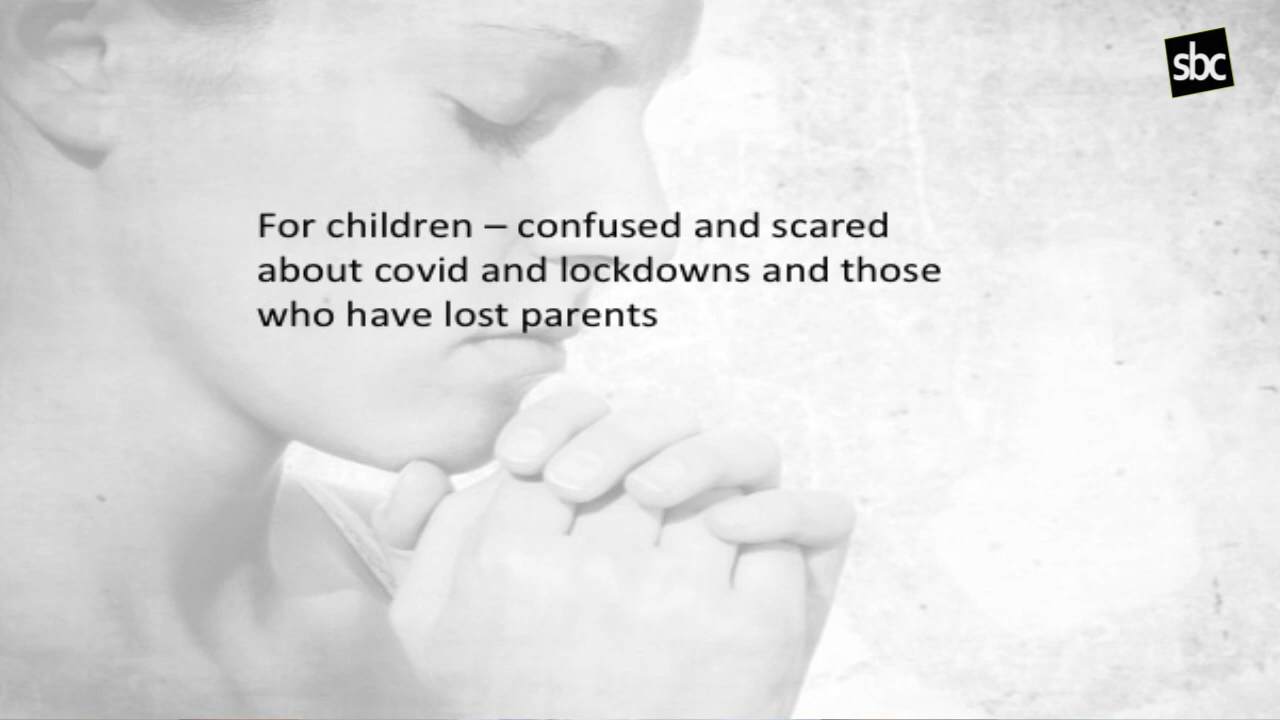 sbc
For children – confused and scared
about covid and lockdowns and those
who have lost parents